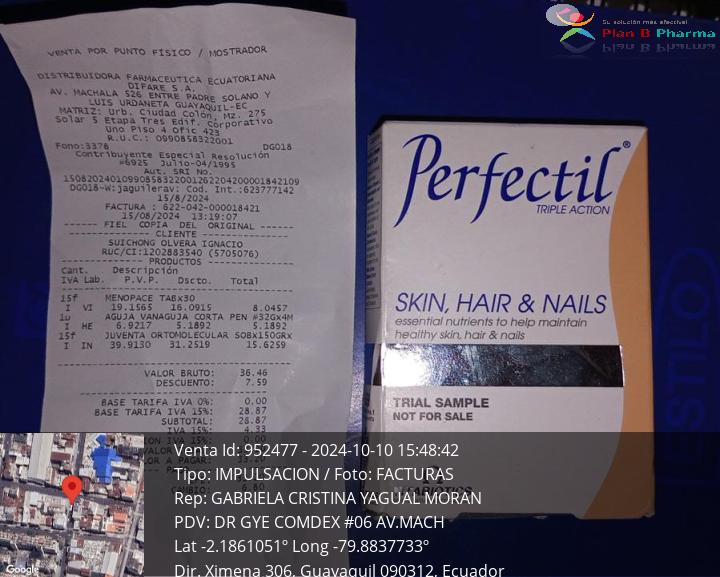 Su solución más efectiva!
Plan B Pharma
VENTA POR PUNTO FÍSICO / MOSTRADOR
DISTRIBUIDORA FARMACEUTICA ECUATORIANA
DIFARE S.A.
AV. MACHALA 526 ENTRE PADRE SOLANO Y
LUIS URDANETA GUAYAQUIL-EC
MATRIZ: Urb. Ciudad Colón, Mz. 275
Solar 5 Etapa Tres Edif. Corporativo
Uno Piso 4 Ofic 423
R.U.C.: 0990858322001
Fono:3378 DG018
Contribuyente Especial Resolución
#6925 Julio-04/1995
Aut. SRI No.
DG018-W:jaguilerav: Cod. Int.:623777142
15/8/2024
FACTURA : 622-042-000018421
15/08/2024 13:19:07
------ FIEL COPIA DEL ORIGINAL ------
CLIENTE
SUICHONG OLVERA IGNACIO
RUC/CI:1202883540 (5705076)
PRODUCTOS
Cant. Descripción
IVA Lab. P.V.P. Dscto. Total
15f MENOPACE TABx30
I VI 19.1565 16.0915 8.0457
1u AGUJA VANAGUJA CORTA PEN #32Gx4M
I HE 6.9217 5.1892 5.1892
15f JUVENTA ORTOMOLECULAR SOBx150GRx
I IN 39.9130 31.2519 15.6259
VALOR BRUTO: 36.46
DESCUENTO: 7.59
BASE TARIFA IVA 0%: 0.00
BASE TARIFA IVA 15%: 28.87
SUBTOTAL: 28.87
IVA 15%: 4.33
Perfectil®
TRIPLE ACTION
SKIN, HAIR & NAILS
essential nutrients to help maintain
healthy skin, hair & nails
TRIAL SAMPLE
NOT FOR SALE
Venta Id: 952477 - 2024-10-10 15:48:42
Tipo: IMPULSACION / Foto: FACTURAS
Rep: GABRIELA CRISTINA YAGUAL MORAN
PDV: DR GYE COMDEX #06 AV.MACH
Lat -2.1861051° Long -79.8837733°
Dir. Ximena 306, Guayaquil 090312, Ecuador
Google